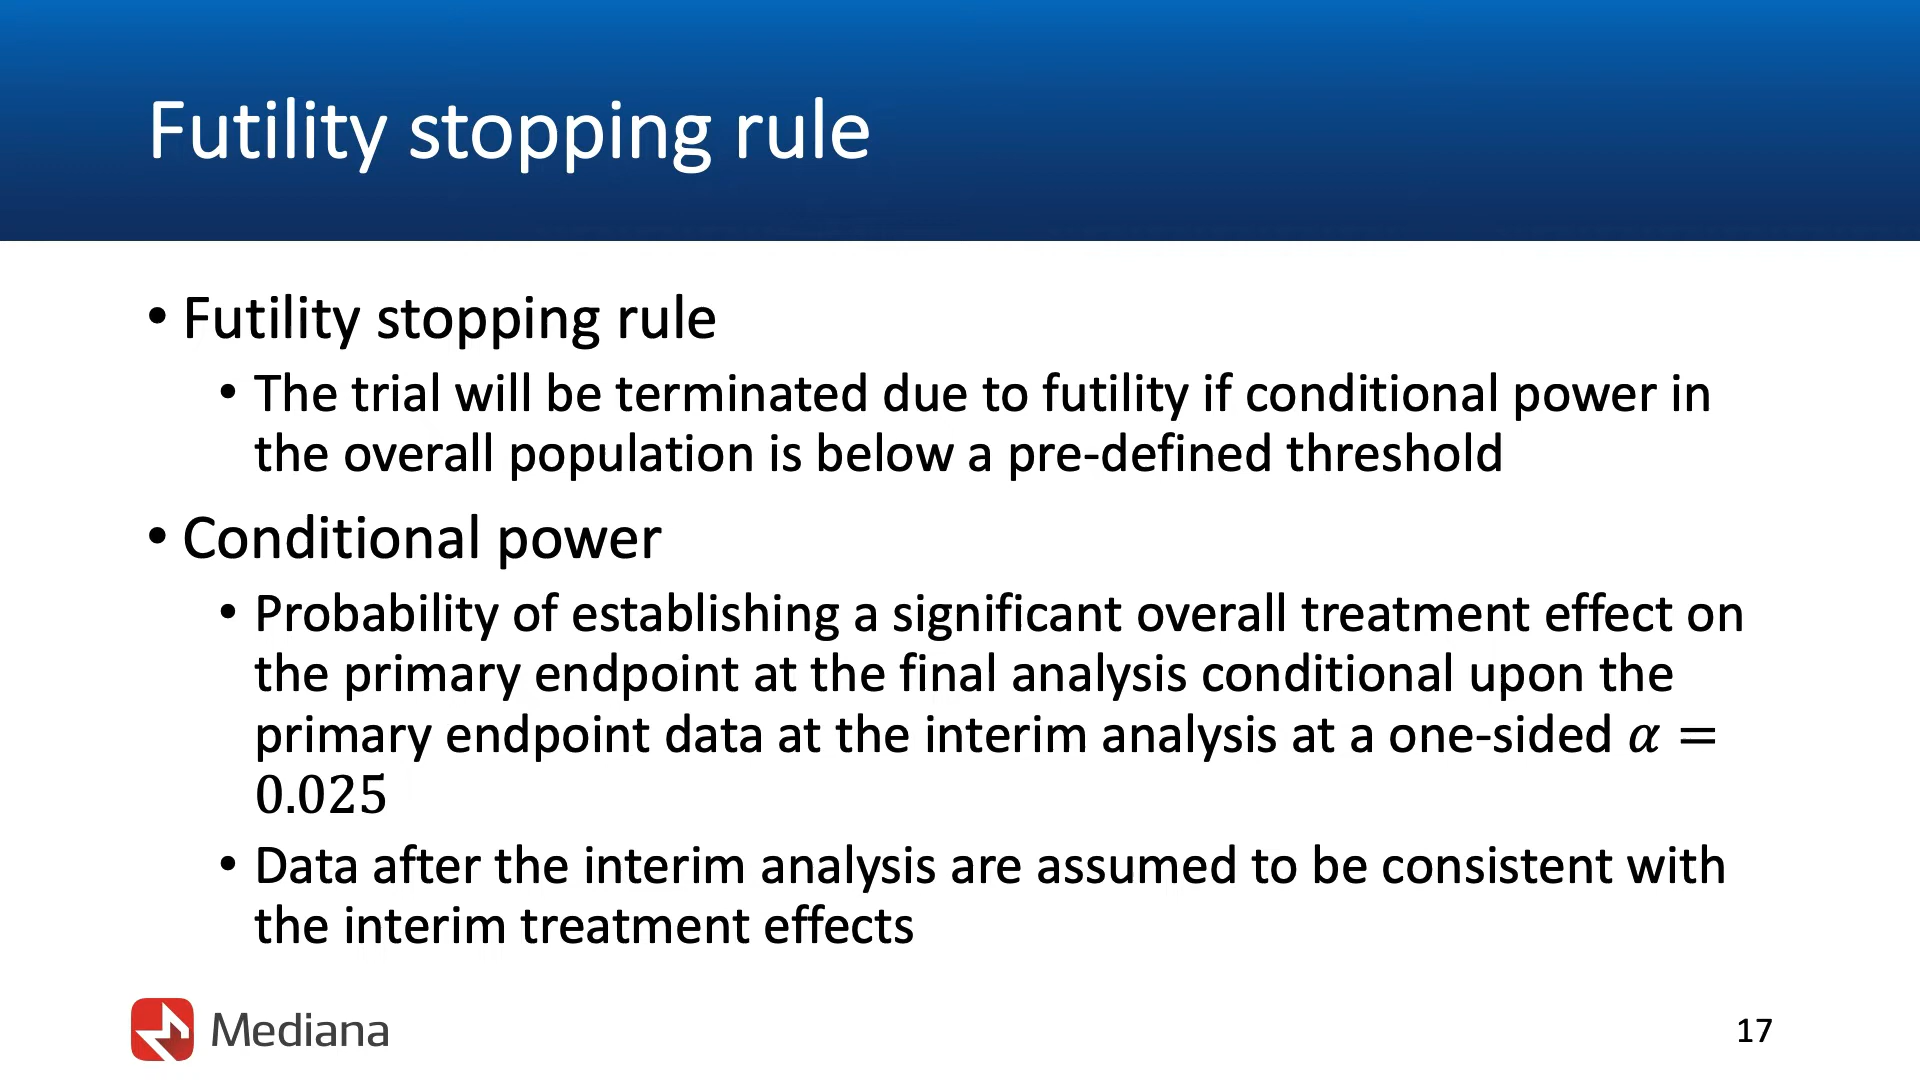 Futility stopping rule
• Futility stopping rule
• The trial will be terminated due to futility if conditional power in
the overall population is below a pre-defined threshold
• Conditional power
• Probability of establishing a significant overall treatment effect on
the primary endpoint at the final analysis conditional upon the
primary endpoint data at the interim analysis at a one-sided α =
0.025
• Data after the interim analysis are assumed to be consistent with
the interim treatment effects
Mediana
17